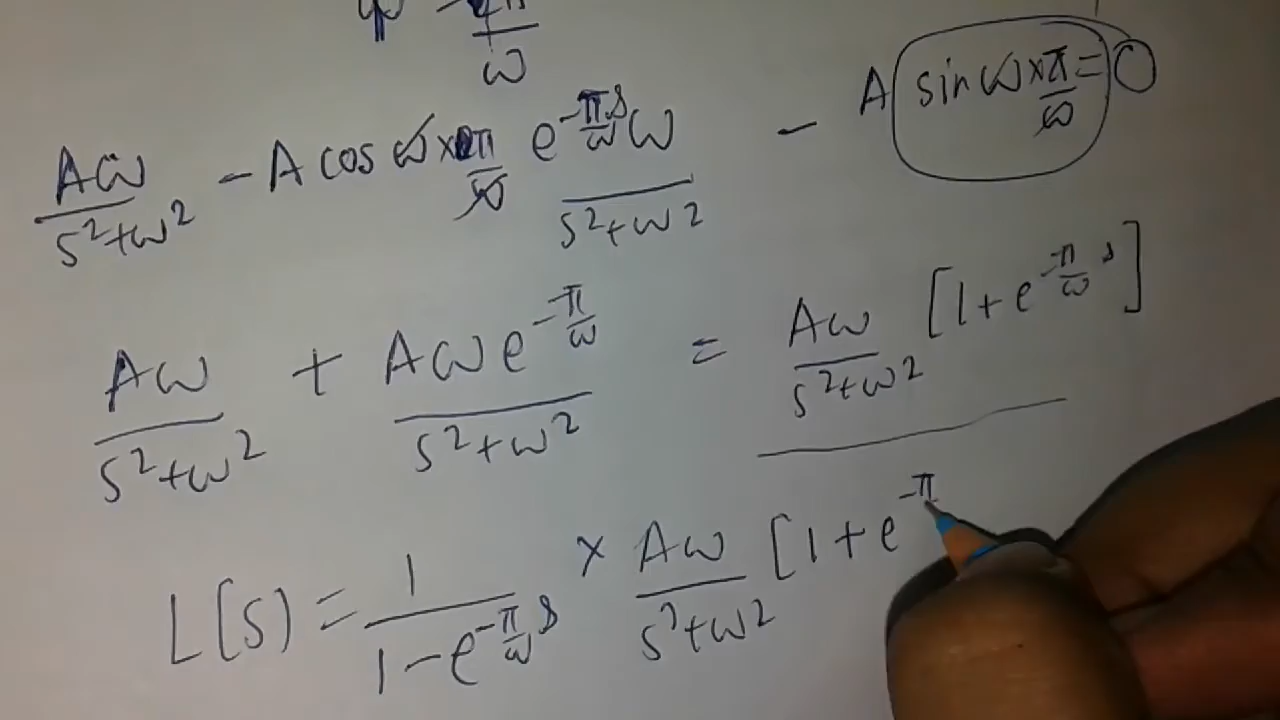 π/ω
Aω/(s²+ω²) - A cos ω×π/ω e^(-π/ω s) ω/(s²+ω²) - A sin ω×π/ω = 0
Aω/(s²+ω²) + Aωe^(-π/ω)/(s²+ω²) = Aω/(s²+ω²) [1+e^(-π/ω s)]
L(s) = 1/(1-e^(-π/ω s)) × Aω/(s²+ω²) [1+e^(-π